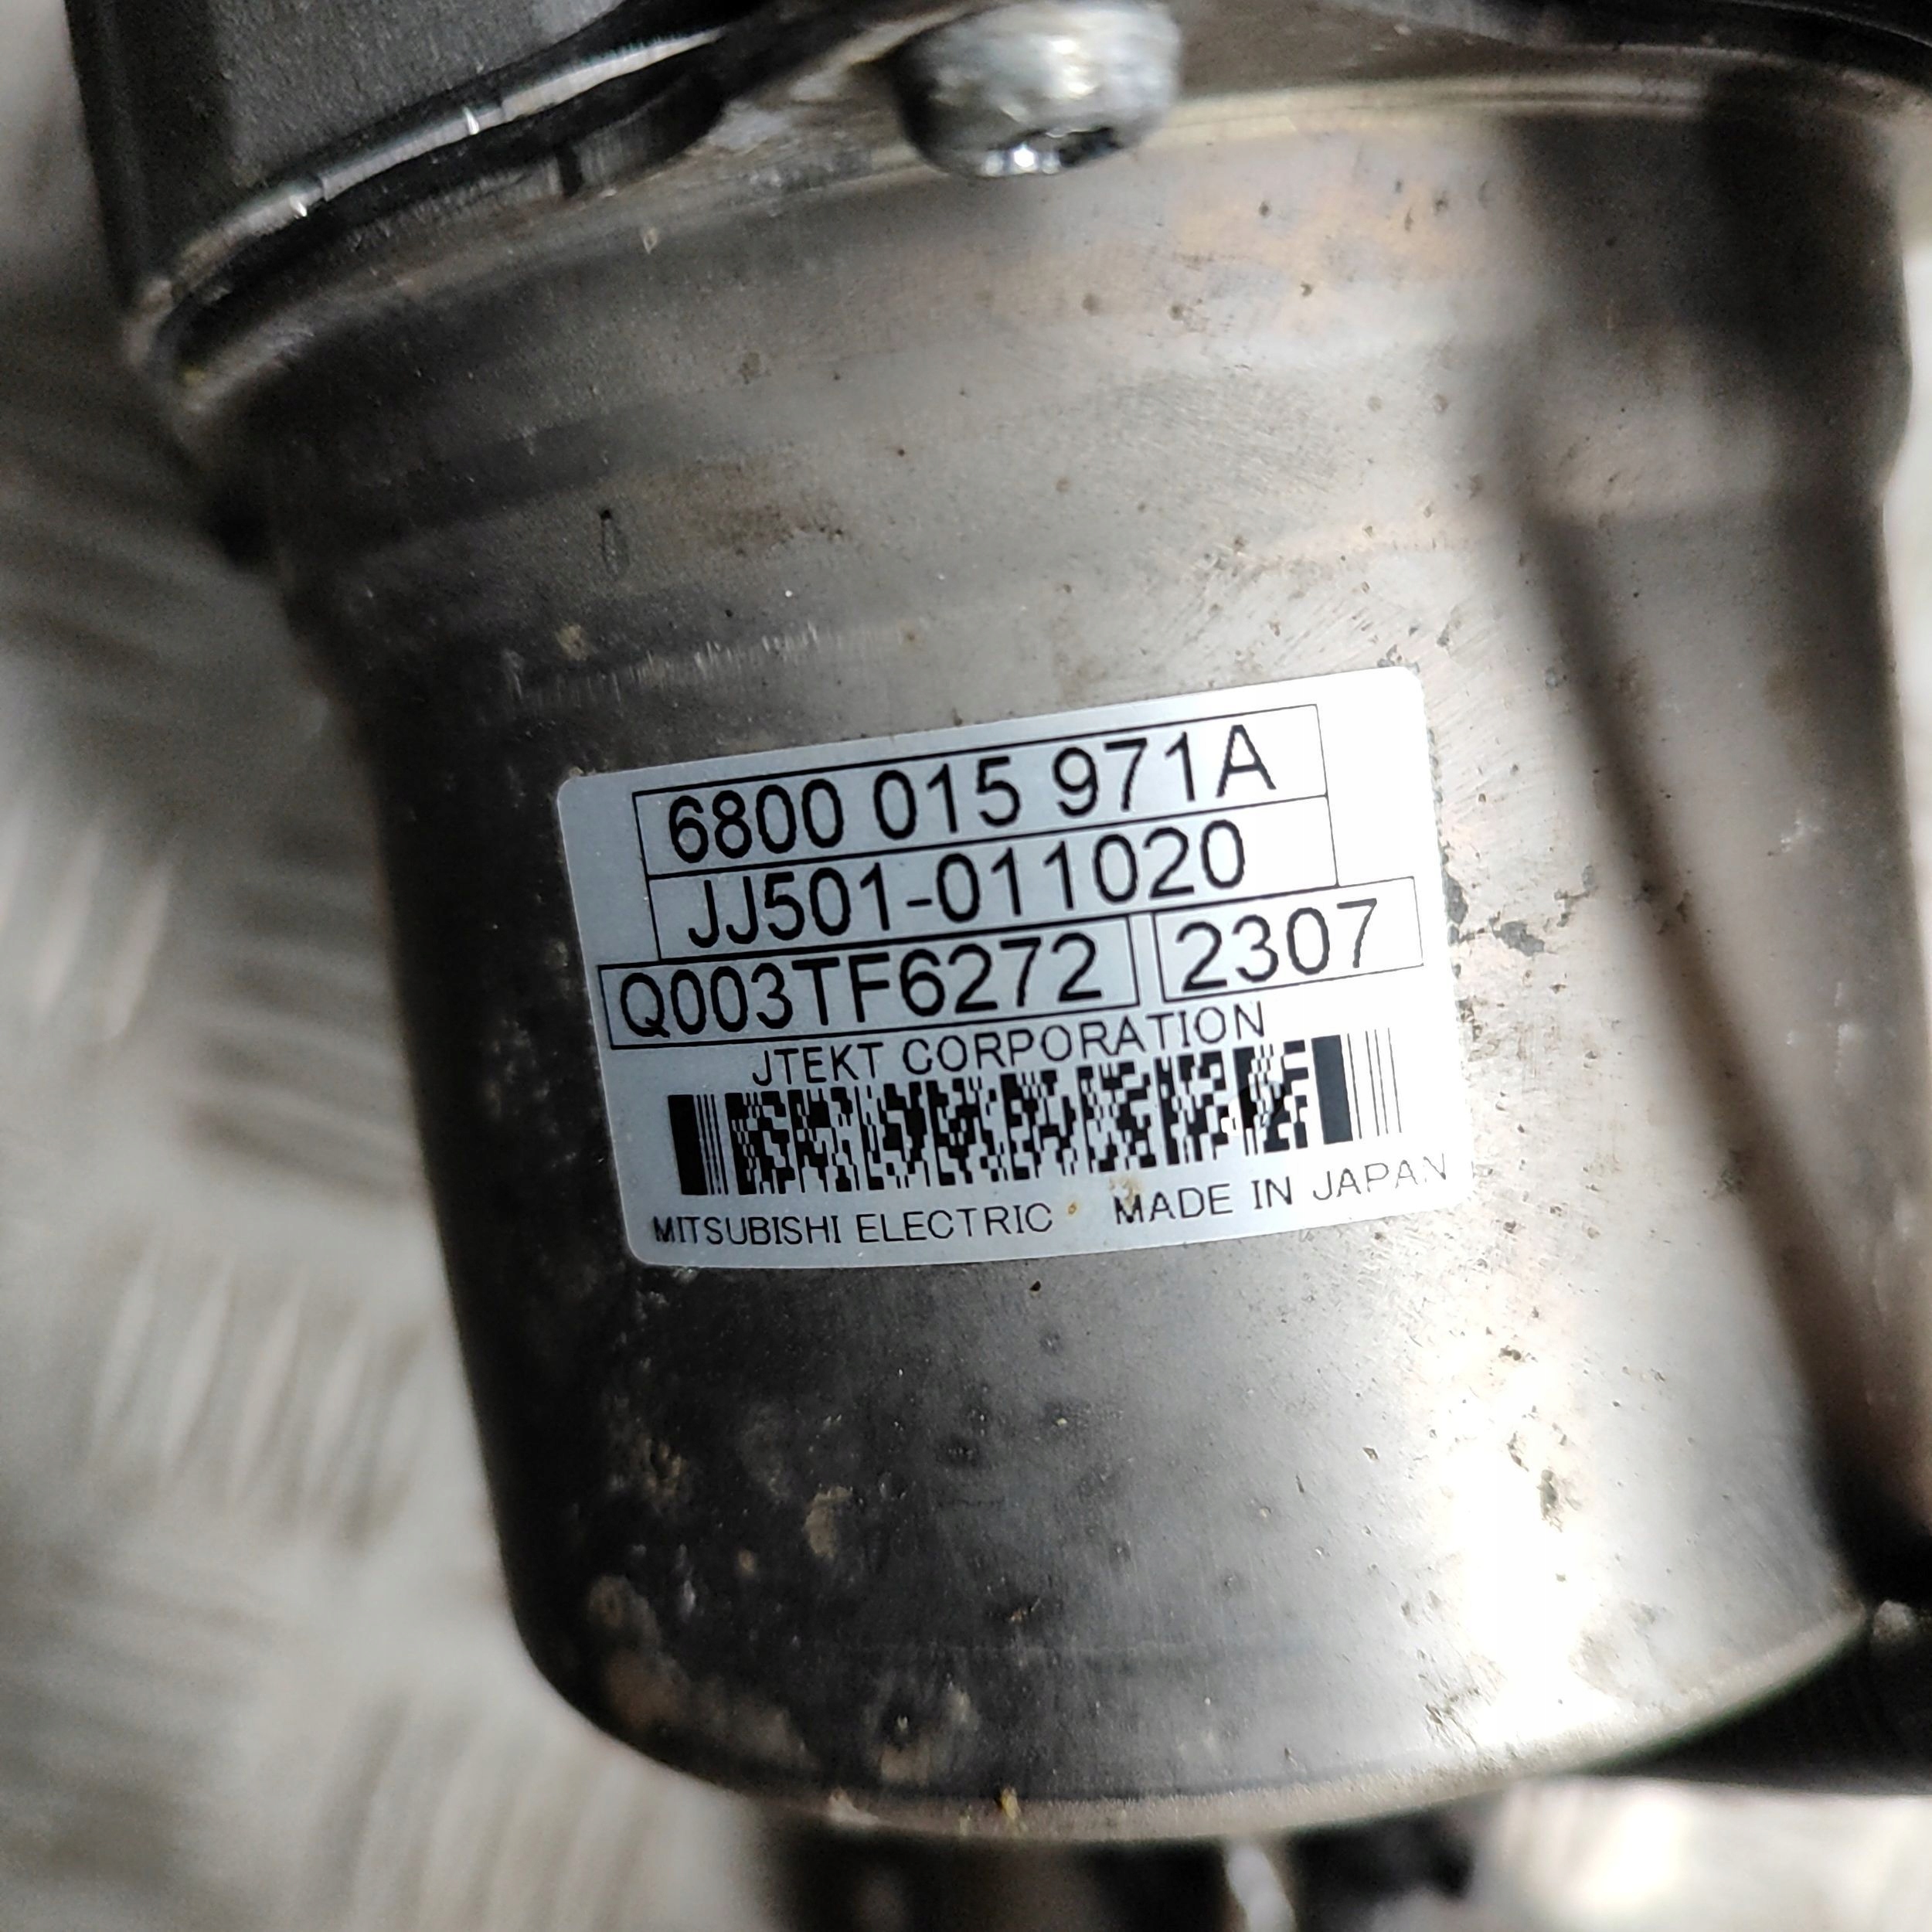 6800 015 971A
JJ501-011020
Q003TF6272 2307
JTEKT CORPORATION
MITSUBISHI ELECTRIC MADE IN JAPAN